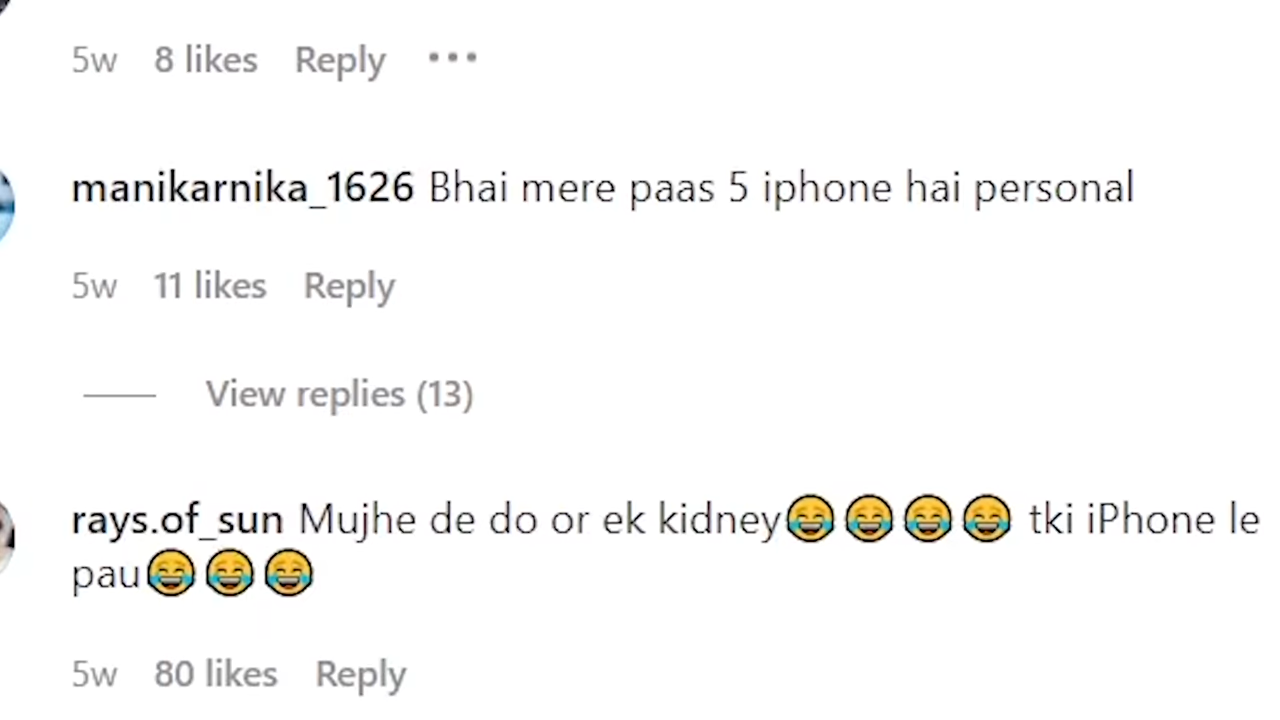 5w 8 likes Reply •••
manikarnika_1626 Bhai mere paas 5 iphone hai personal
5w 11 likes Reply
View replies (13)
rays.of_sun Mujhe de do or ek kidney😂😂😂😂 tki iPhone le
pau😂😂😂
5w 80 likes Reply